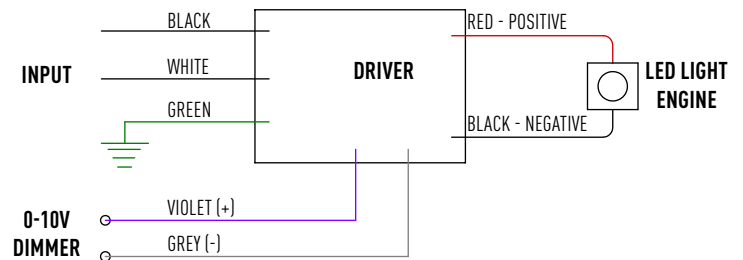 BLACK
RED - POSITIVE
INPUT
WHITE
DRIVER
LED LIGHT
ENGINE
GREEN
BLACK - NEGATIVE
0-10V
DIMMER
VIOLET (+)
GREY (-)